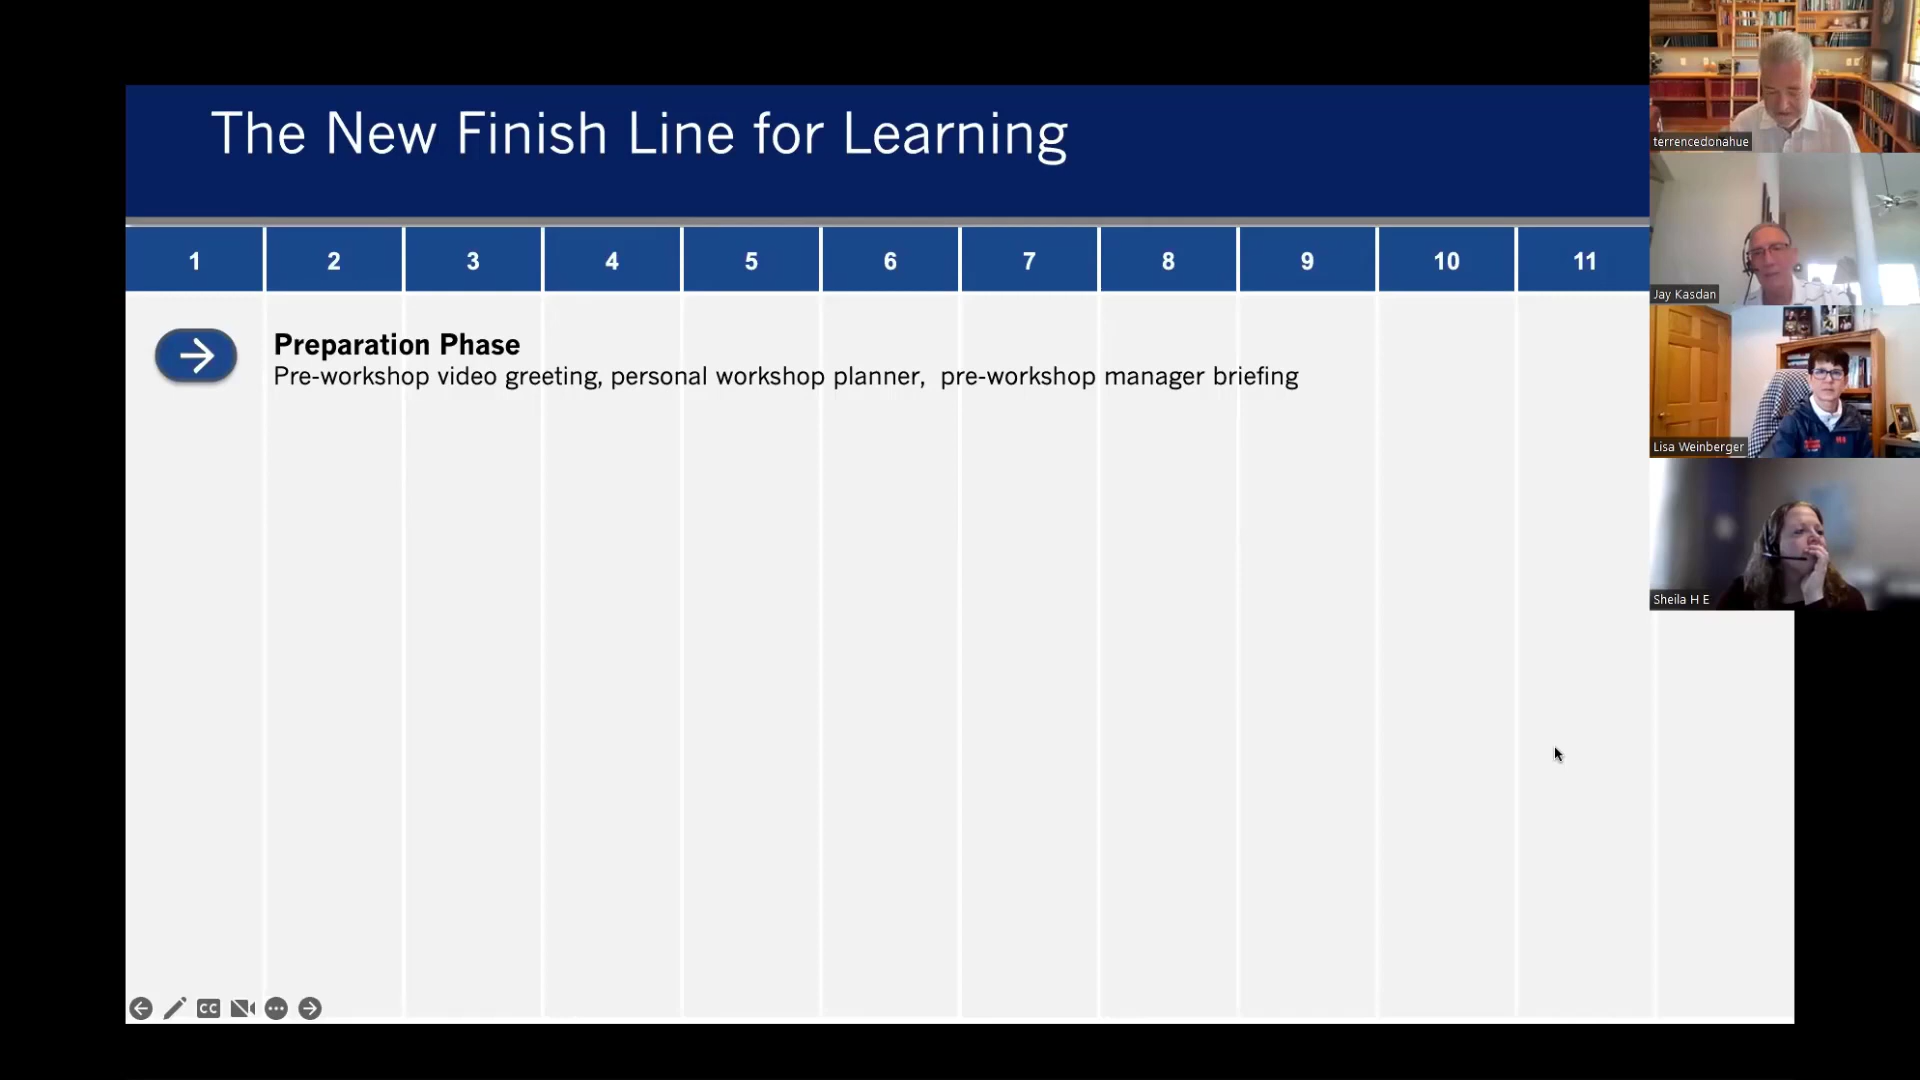 The New Finish Line for Learning
1 2 3 4 5 6 7 8 9 10 11
Preparation Phase
Pre-workshop video greeting, personal workshop planner,  pre-workshop manager briefing
terrencedonahue
Jay Kasdan
Lisa Weinberger
Sheila H E
CC